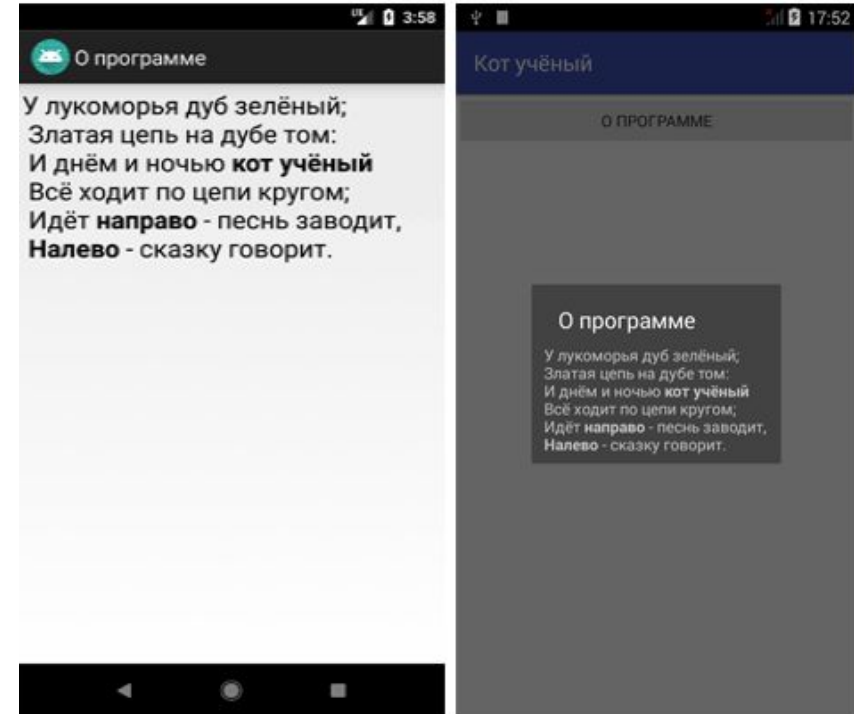 3:58
О программе
У лукоморья дуб зелёный;
Златая цепь на дубе том:
И днём и ночью кот учёный
Всё ходит по цепи кругом;
Идёт направо - песнь заводит,
Налево - сказку говорит.
17:52
Кот учёный
О ПРОГРАММЕ
О программе
У лукоморья дуб зелёный;
Златая цепь на дубе том:
И днём и ночью кот учёный
Всё ходит по цепи кругом;
Идёт направо - песнь заводит,
Налево - сказку говорит.